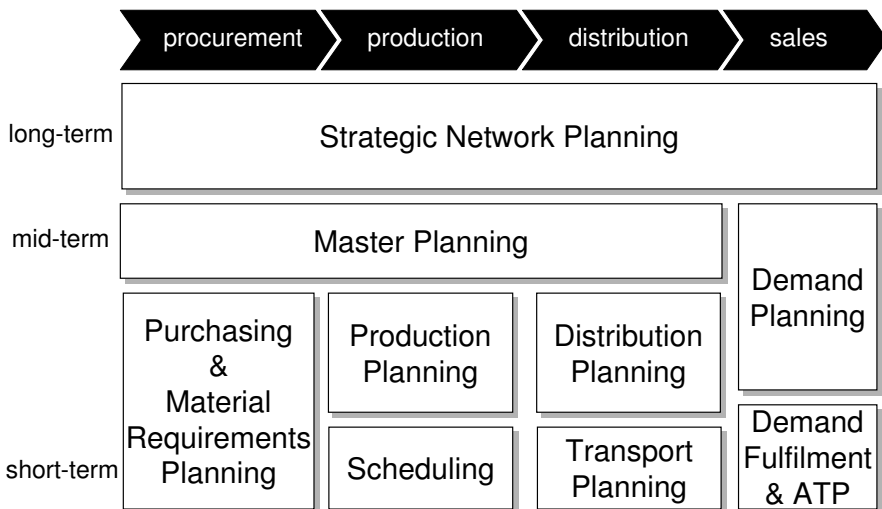 procurement
production
distribution
sales
long-term
Strategic Network Planning
mid-term
Master Planning
Demand
Planning
Purchasing
&
Material
Requirements
Planning
Production
Planning
Distribution
Planning
short-term
Scheduling
Transport
Planning
Demand
Fulfilment
& ATP